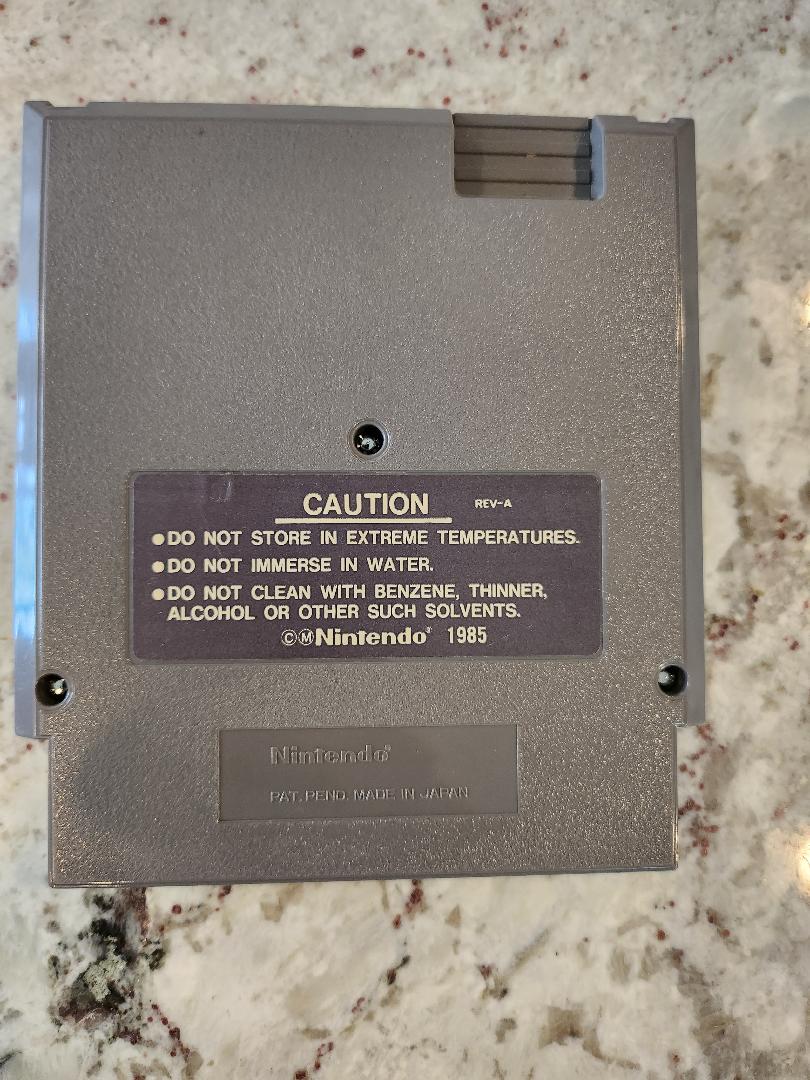 CAUTION REV-A
●DO NOT STORE IN EXTREME TEMPERATURES.
●DO NOT IMMERSE IN WATER.
●DO NOT CLEAN WITH BENZENE, THINNER,
ALCOHOL OR OTHER SUCH SOLVENTS.
©Ⓜ Nintendo® 1985
Nintendo®
PAT. PEND. MADE IN JAPAN